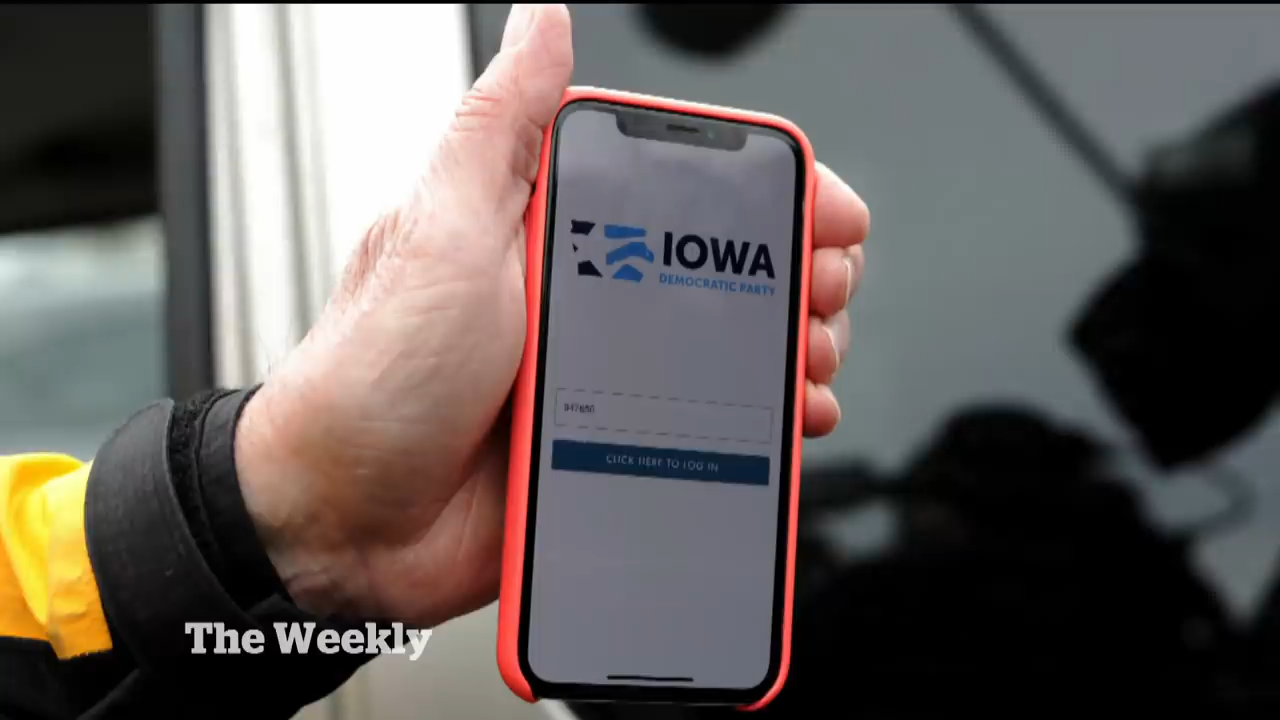 IOWA
DEMOCRATIC PARTY
CLICK HERE TO LOG IN
The Weekly